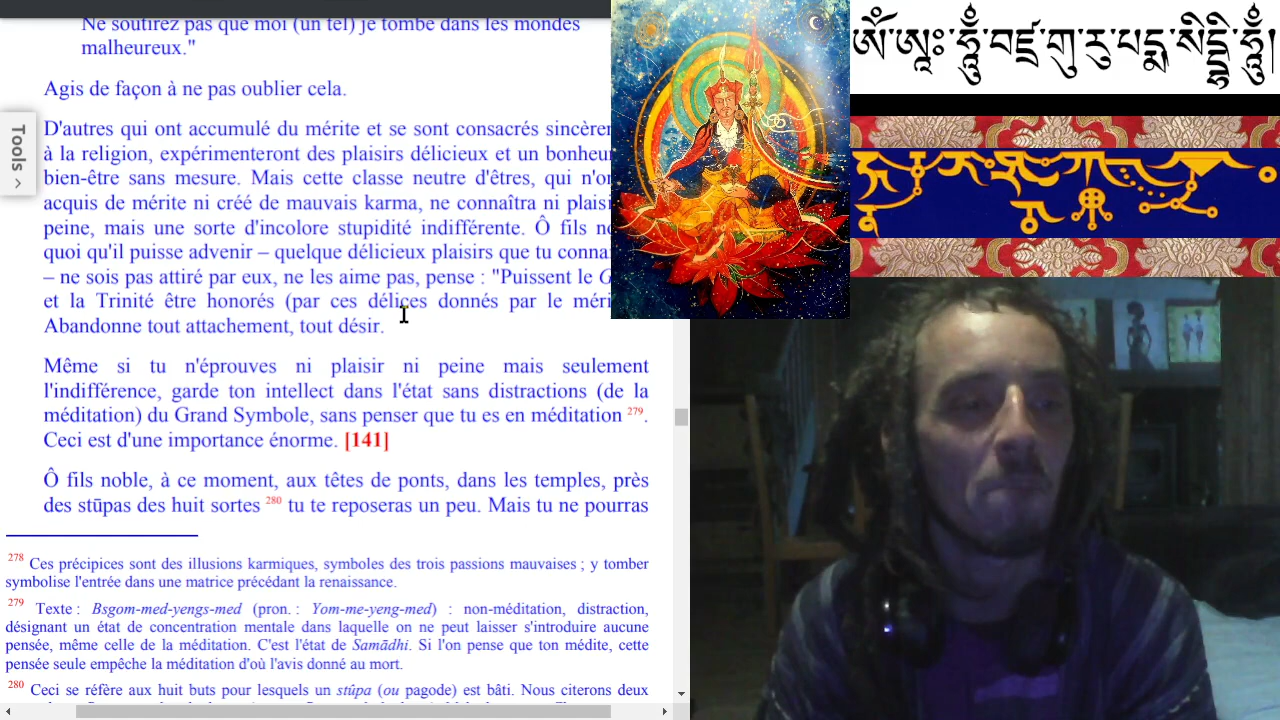 Ne soutirez pas que moi (un tel) je tombe dans les mondes
malheureux."
Agis de façon à ne pas oublier cela.
D'autres qui ont accumulé du mérite et se sont consacrés
à la religion, expérimenteront des plaisirs délicieux et un
bien-être sans mesure. Mais cette classe neutre d'êtres, qui
acquis de mérite ni créé de mauvais karma, ne connaîtra ni
peine, mais une sorte d'incolore stupidité indifférente. Ô fils
quoi qu'il puisse advenir – quelque délicieux plaisirs que tu
– ne sois pas attiré par eux, ne les aime pas, pense : "Puissent le
et la Trinité être honorés (par ces délices donnés par le
Abandonne tout attachement, tout désir.
Même si tu n'éprouves ni plaisir ni peine mais seulement
l'indifférence, garde ton intellect dans l'état sans distractions (de la
méditation) du Grand Symbole, sans penser que tu es en méditation 279.
Ceci est d'une importance énorme. [141]
Ô fils noble, à ce moment, aux têtes de ponts, dans les temples, près
des stūpas des huit sortes 280 tu te reposeras un peu. Mais tu ne pourras
278 Ces précipices sont des illusions karmiques, symboles des trois passions mauvaises ; y tomber
symbolise l'entrée dans une matrice précédant la renaissance.
279 Texte : Bsgom-med-yengs-med (pron. : Yom-me-yeng-med) : non-méditation, distraction,
désignant un état de concentration mentale dans laquelle on ne peut laisser s'introduire aucune
pensée, même celle de la méditation. C'est l'état de Samādhi. Si l'on pense que ton médite, cette
pensée seule empêche la méditation d'où l'avis donné au mort.
280 Ceci se réfère aux huit buts pour lesquels un stûpa (ou pagode) est bâti. Nous citerons deux
Tools
ༀ་ཨཱཿ་ཧཱུྃ་བཛྲ་གུ་རུ་པདྨ་སིདྡྷི་ཧཱུྃ།